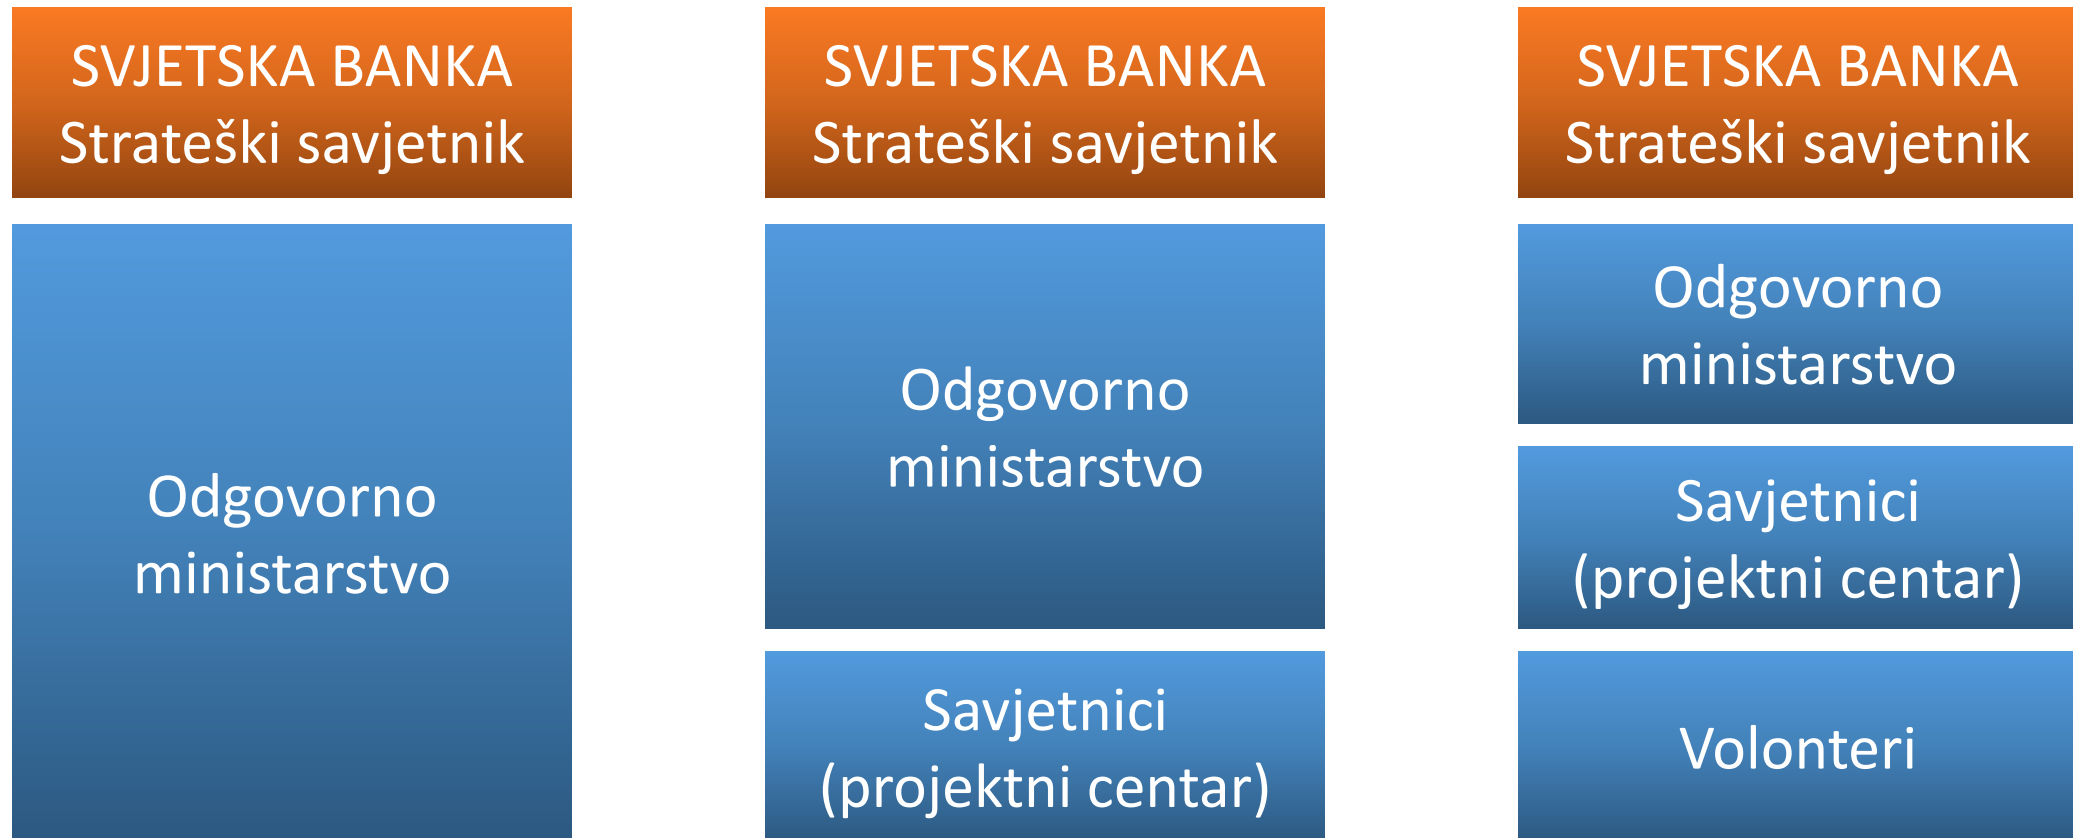 SVJETSKA BANKA
Strateški savjetnik
Odgovorno
ministarstvo
SVJETSKA BANKA
Strateški savjetnik
Odgovorno
ministarstvo
Savjetnici
(projektni centar)
SVJETSKA BANKA
Strateški savjetnik
Odgovorno
ministarstvo
Savjetnici
(projektni centar)
Volonteri